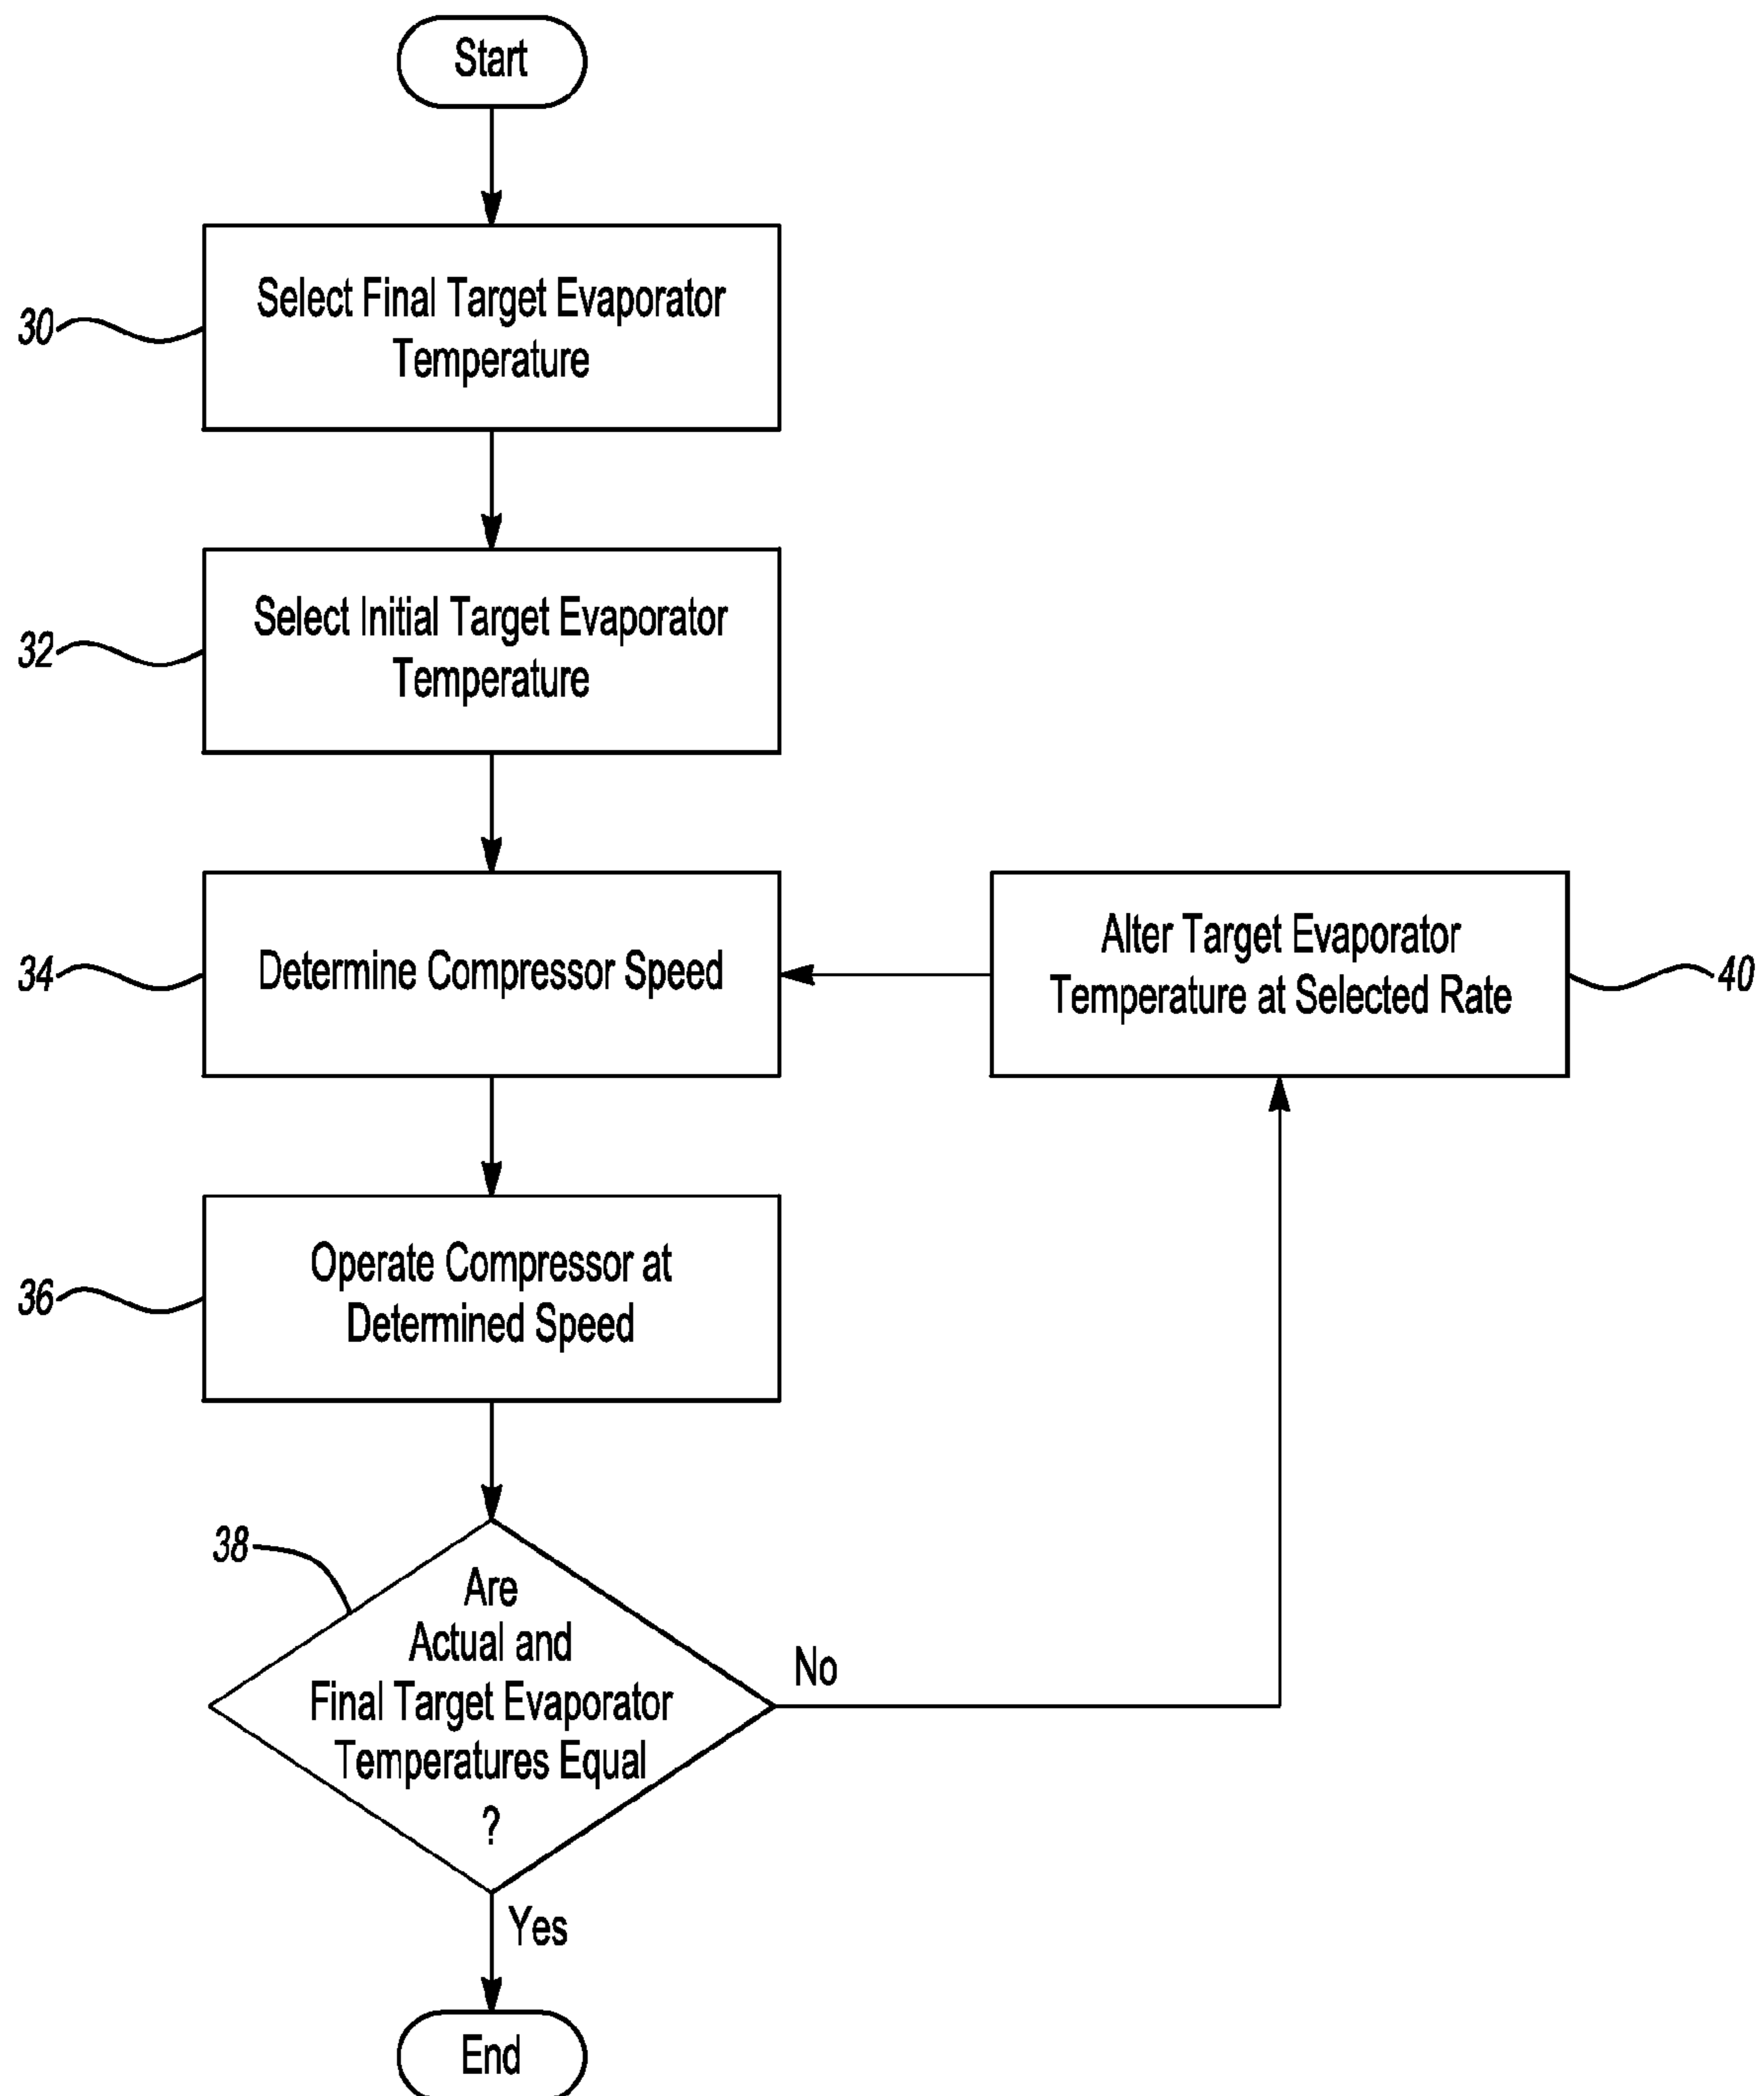 Start
30
Select Final Target Evaporator
Temperature
32
Select Initial Target Evaporator
Temperature
34
Determine Compressor Speed
Alter Target Evaporator
Temperature at Selected Rate
40
36
Operate Compressor at
Determined Speed
38
Are
Actual and
Final Target Evaporator
Temperatures Equal
?
No
Yes
End